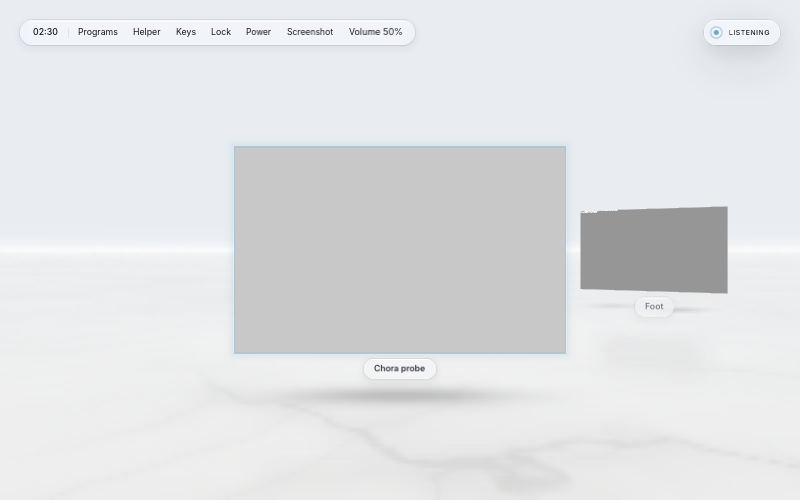 02:30 Programs Helper Keys Lock Power Screenshot Volume 50% LISTENING
Foot
Chora probe